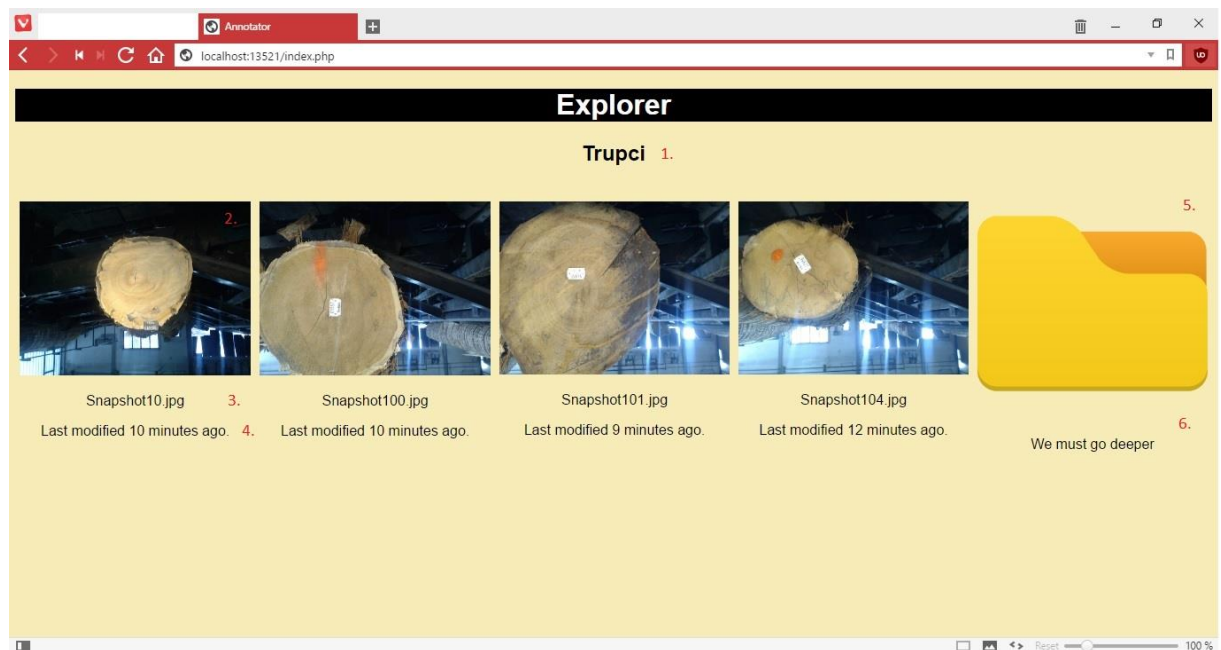 Annotator
localhost:13521/index.php
Explorer
Trupci 1.
2.
5.
Snapshot10.jpg 3.
Snapshot100.jpg
Snapshot101.jpg
Snapshot104.jpg
6.
Last modified 10 minutes ago. 4.
Last modified 10 minutes ago.
Last modified 9 minutes ago.
Last modified 12 minutes ago.
We must go deeper
Reset
100 %